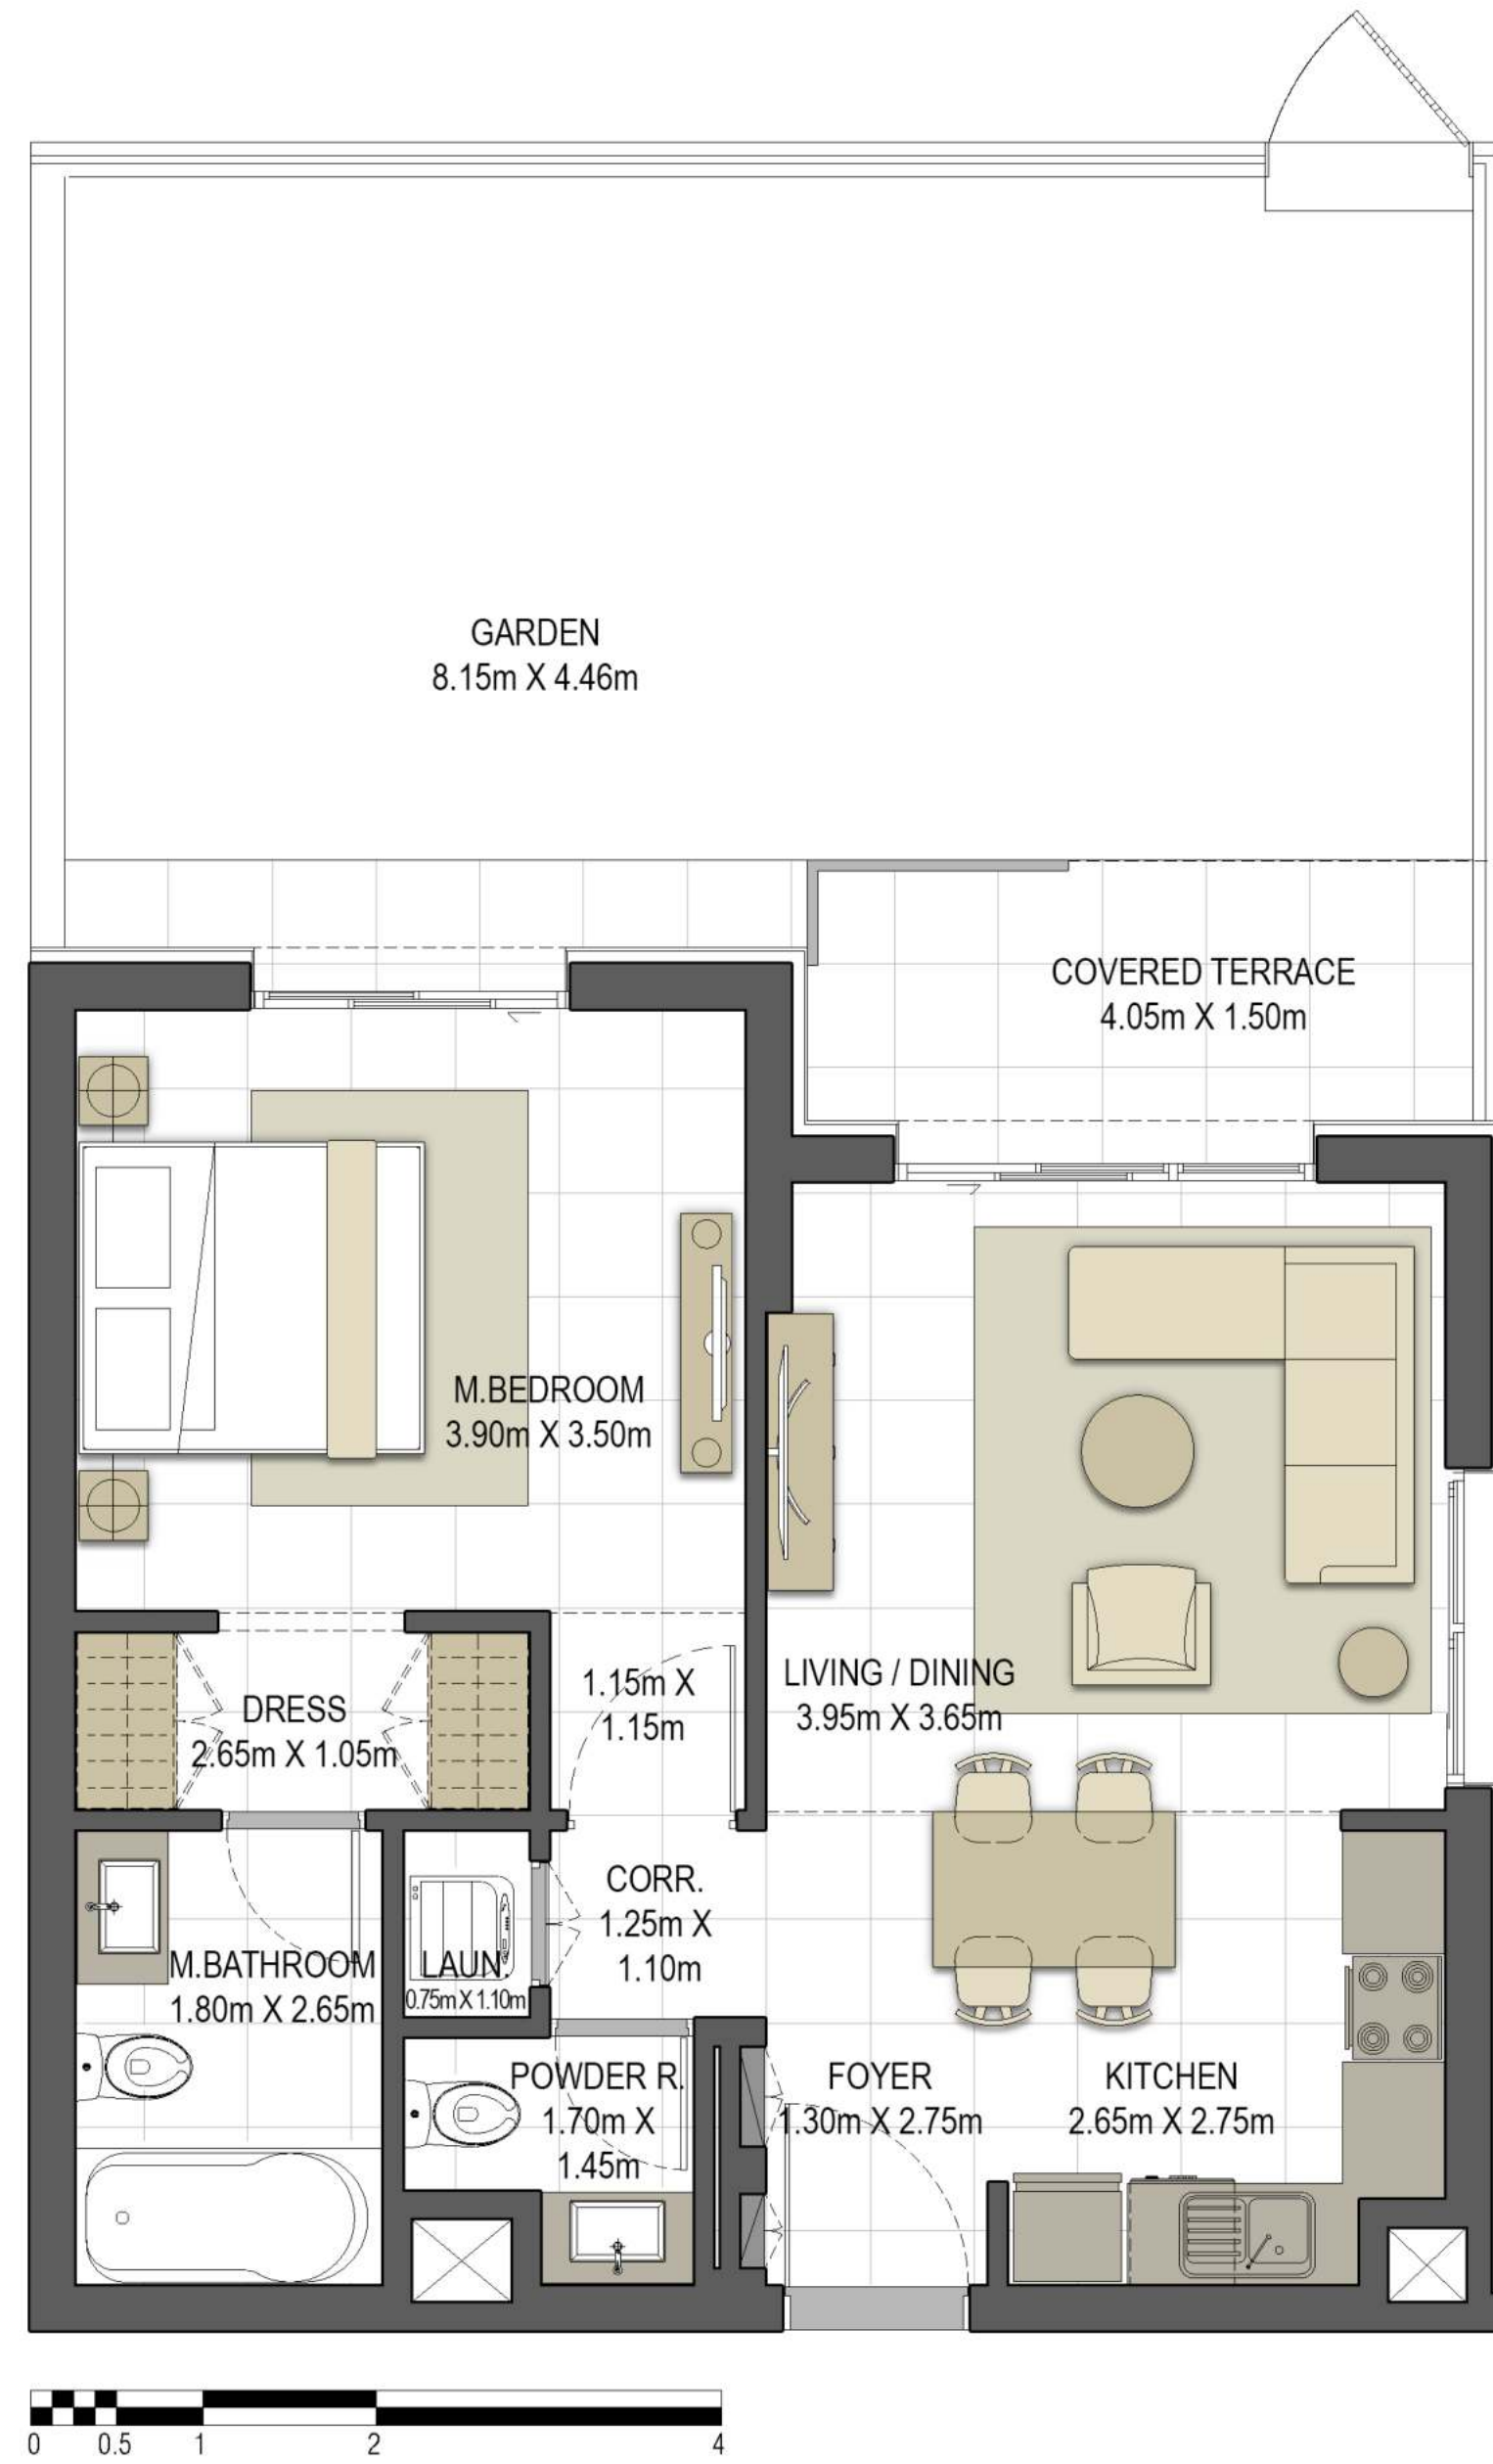 GARDEN
8.15m X 4.46m
COVERED TERRACE
4.05m X 1.50m
M.BEDROOM
3.90m X 3.50m
LIVING / DINING
3.95m X 3.65m
1.15m X
1.15m
DRESS
2.65m X 1.05m
CORR.
1.25m X
1.10m
M.BATHROOM
1.80m X 2.65m
LAUN.
0.75m X 1.10m
POWDER R.
1.70m X
1.45m
FOYER
1.30m X 2.75m
KITCHEN
2.65m X 2.75m
0 0.5 1 2 4